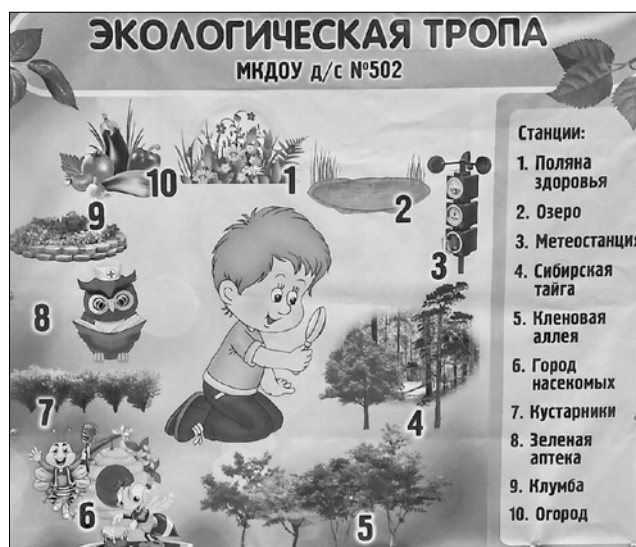 ЭКОЛОГИЧЕСКАЯ ТРОПА
МКДОУ д/с №502
10
1
2
3
9
8
7
4
6
5
Станции:
1. Поляна
здоровья
2. Озеро
3. Метеостанция
4. Сибирская
тайга
5. Кленовая
аллея
6. Город
насекомых
7. Кустарники
8. Зеленая
аптека
9. Клумба
10. Огород